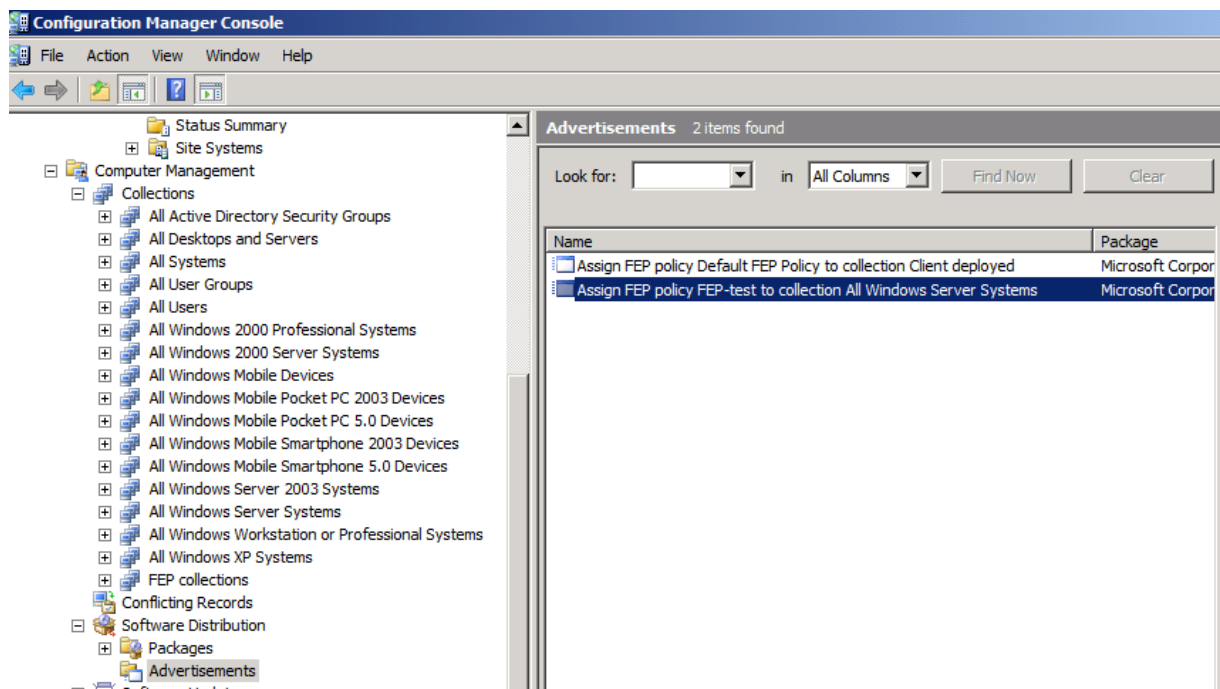 Configuration Manager Console
File Action View Window Help
Status Summary
Site Systems
Computer Management
Collections
All Active Directory Security Groups
All Desktops and Servers
All Systems
All User Groups
All Users
All Windows 2000 Professional Systems
All Windows 2000 Server Systems
All Windows Mobile Devices
All Windows Mobile Pocket PC 2003 Devices
All Windows Mobile Pocket PC 5.0 Devices
All Windows Mobile Smartphone 2003 Devices
All Windows Mobile Smartphone 5.0 Devices
All Windows Server 2003 Systems
All Windows Server Systems
All Windows Workstation or Professional Systems
All Windows XP Systems
FEP collections
Conflicting Records
Software Distribution
Packages
Advertisements
Advertisements 2 items found
Look for: in All Columns Find Now Clear
Name Package
Assign FEP policy Default FEP Policy to collection Client deployed Microsoft Corpor
Assign FEP policy FEP-test to collection All Windows Server Systems Microsoft Corpor